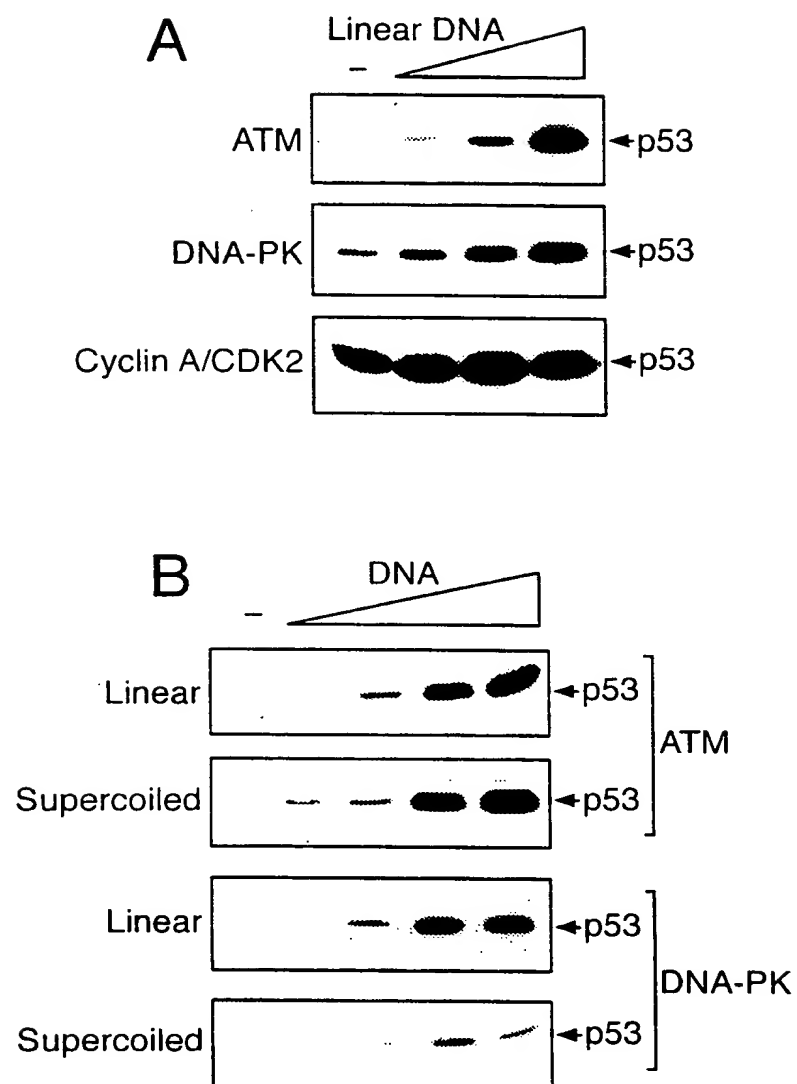 A
Linear DNA
–
ATM
p53
DNA-PK
p53
Cyclin A/CDK2
p53
B
DNA
–
Linear
p53
ATM
Supercoiled
p53
Linear
p53
DNA-PK
Supercoiled
p53